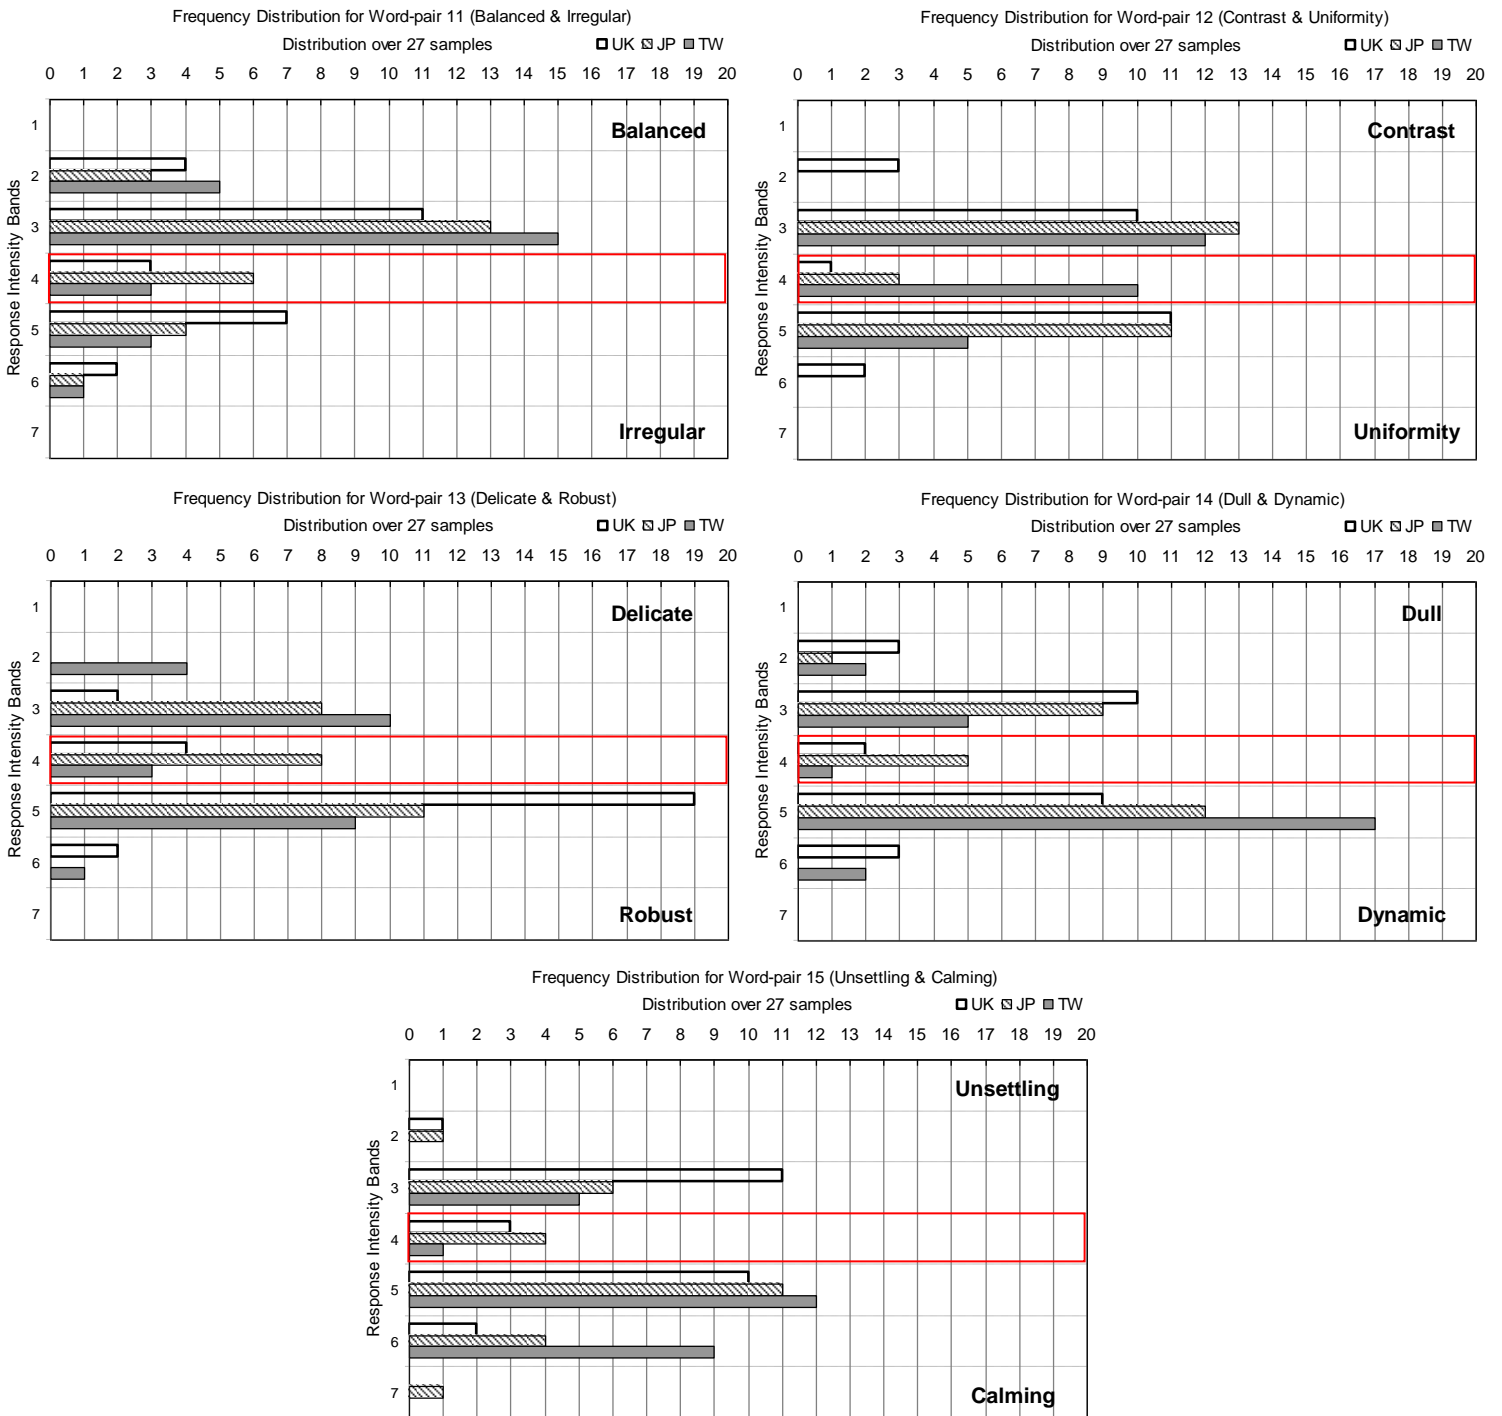 Frequency Distribution for Word-pair 11 (Balanced & Irregular)
Distribution over 27 samples
UK JP TW
0 1 2 3 4 5 6 7 8 9 10 11 12 13 14 15 16 17 18 19 20
Response Intensity Bands
1
2
3
4
5
6
7
Balanced
Irregular
Frequency Distribution for Word-pair 12 (Contrast & Uniformity)
Distribution over 27 samples
UK JP TW
0 1 2 3 4 5 6 7 8 9 10 11 12 13 14 15 16 17 18 19 20
Response Intensity Bands
1
2
3
4
5
6
7
Contrast
Uniformity
Frequency Distribution for Word-pair 13 (Delicate & Robust)
Distribution over 27 samples
UK JP TW
0 1 2 3 4 5 6 7 8 9 10 11 12 13 14 15 16 17 18 19 20
Response Intensity Bands
1
2
3
4
5
6
7
Delicate
Robust
Frequency Distribution for Word-pair 14 (Dull & Dynamic)
Distribution over 27 samples
UK JP TW
0 1 2 3 4 5 6 7 8 9 10 11 12 13 14 15 16 17 18 19 20
Response Intensity Bands
1
2
3
4
5
6
7
Dull
Dynamic
Frequency Distribution for Word-pair 15 (Unsettling & Calming)
Distribution over 27 samples
UK JP TW
0 1 2 3 4 5 6 7 8 9 10 11 12 13 14 15 16 17 18 19 20
Response Intensity Bands
1
2
3
4
5
6
7
Unsettling
Calming